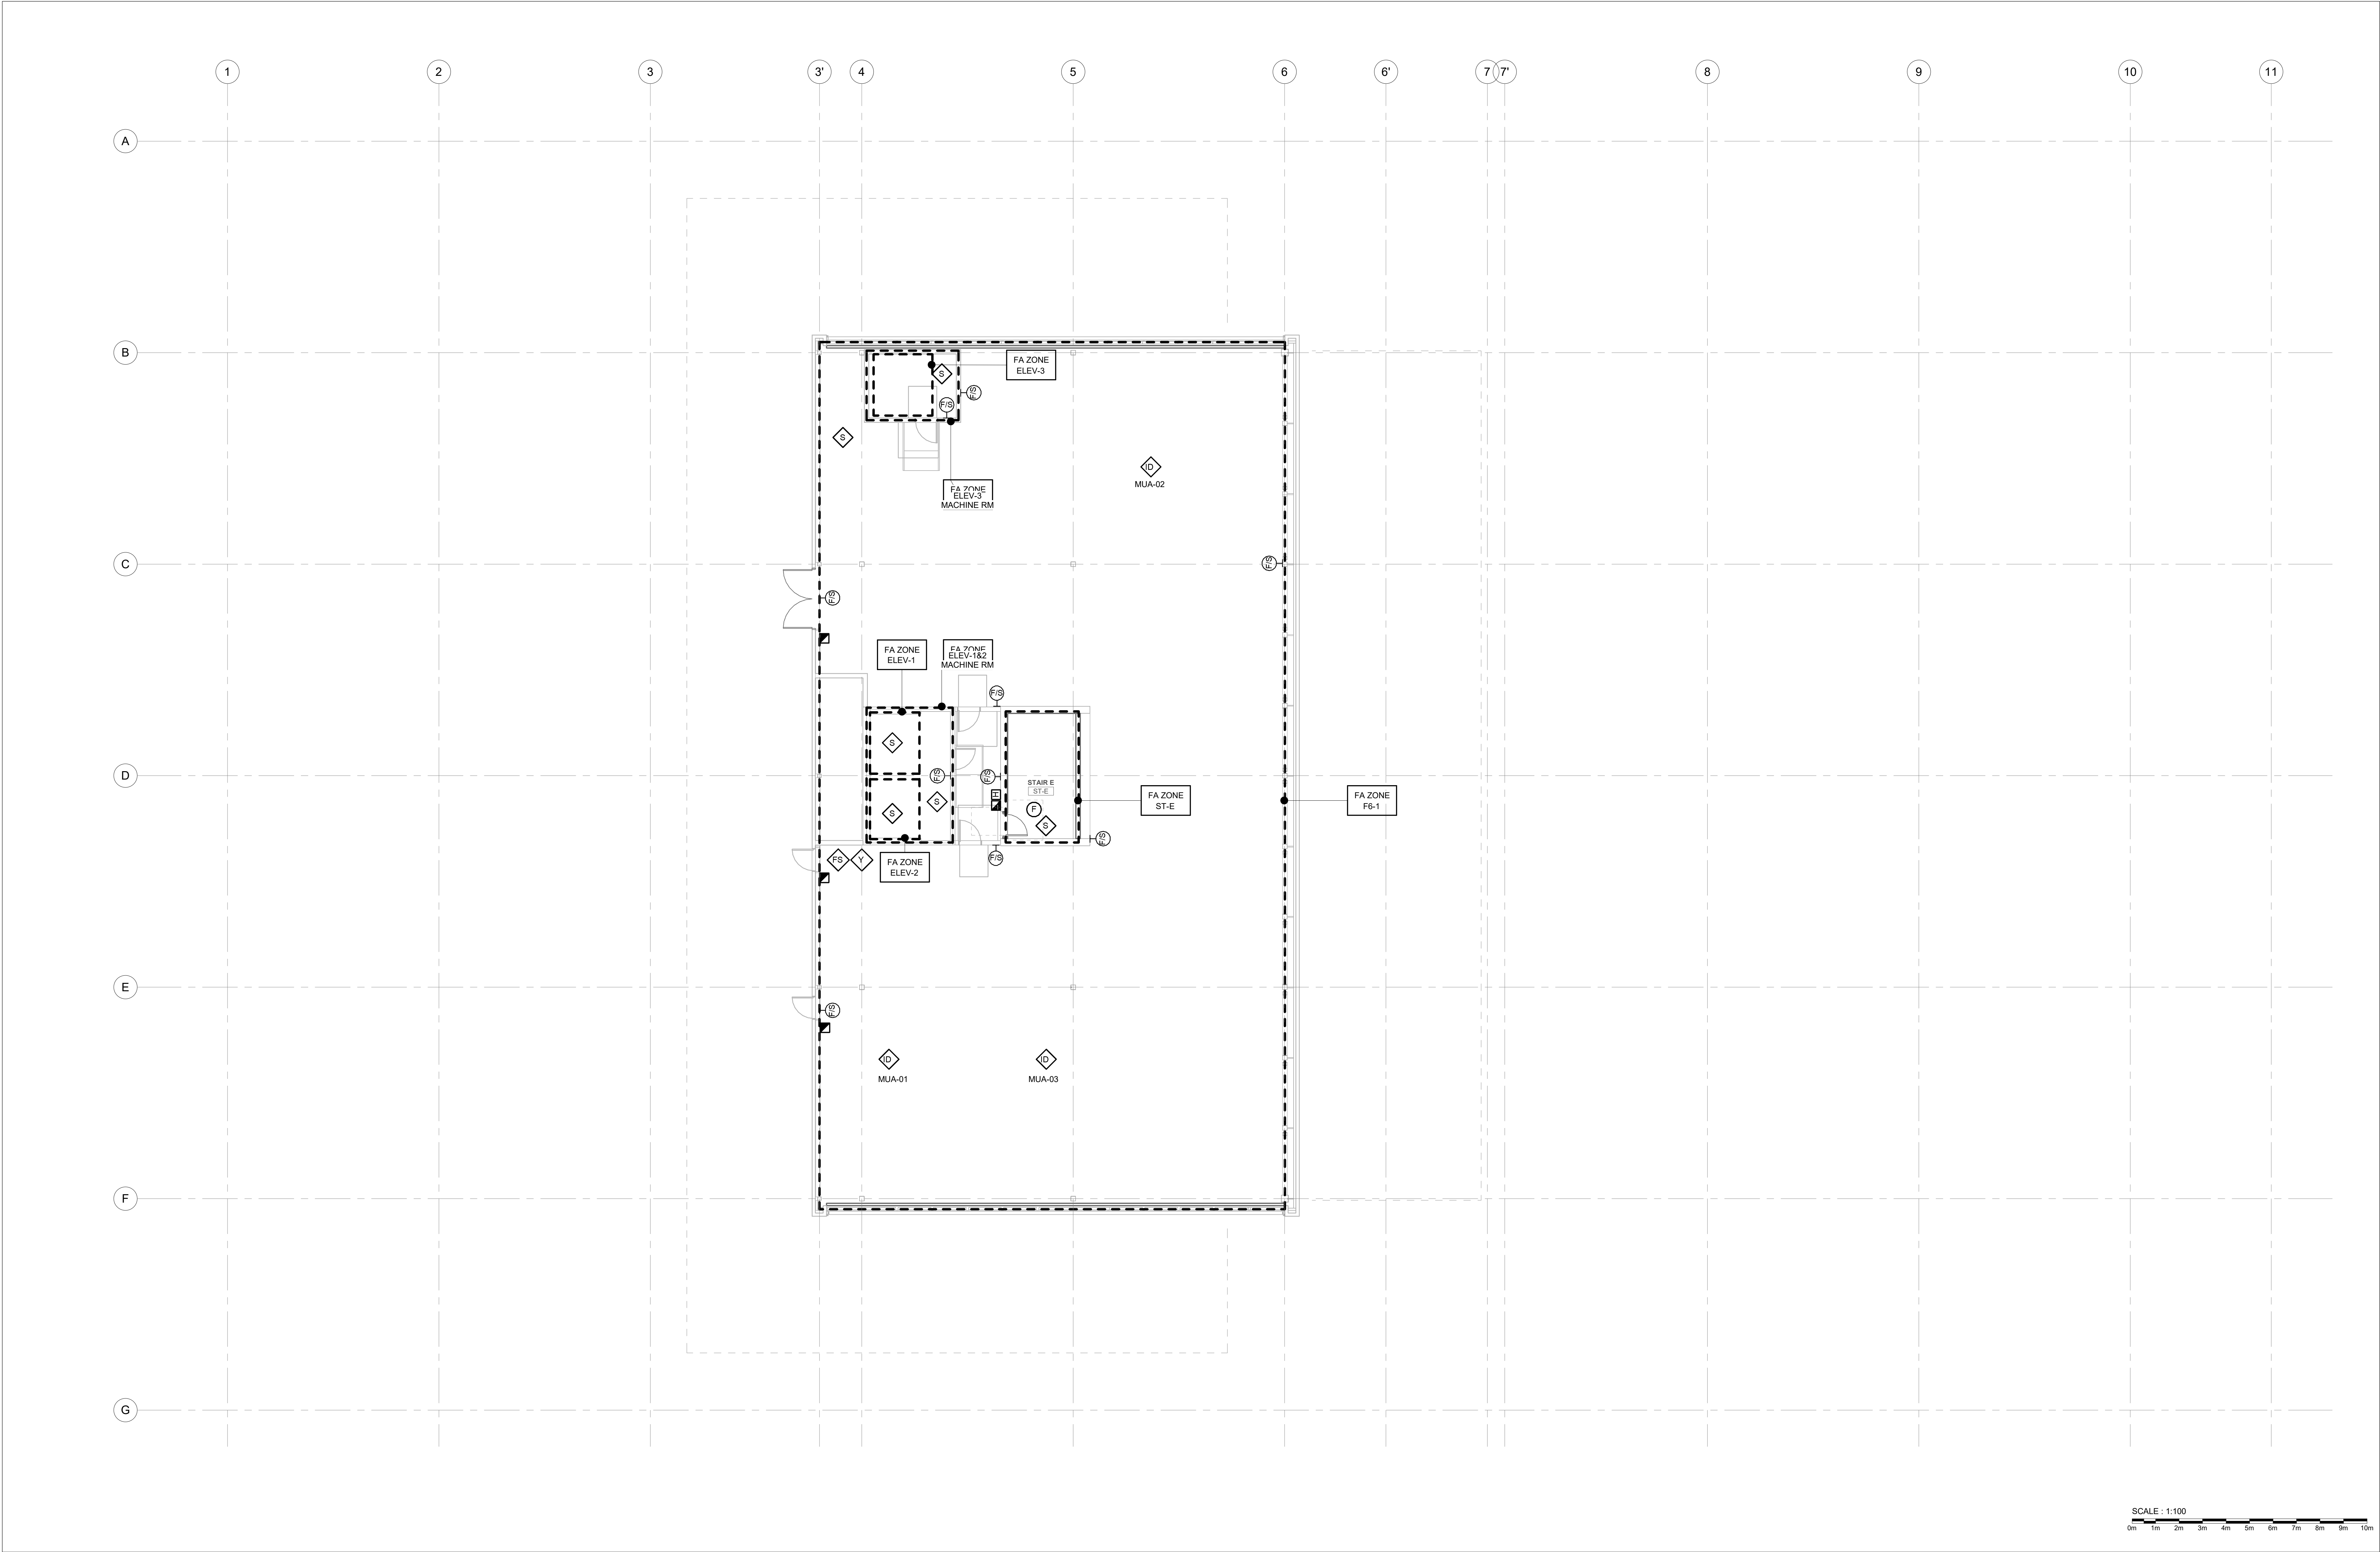 1
2
3
3'
4
5
6
6'
7
7'
8
9
10
11
A
B
FA ZONE
ELEV-3
S
F/S
F/S
S
ID
MUA-02
FA ZONE
ELEV-3
MACHINE RM
C
F/S
F/S
FA ZONE
ELEV-1
FA ZONE
ELEV-1&2
MACHINE RM
F/S
S
D
F/S
F/S
STAIR E
ST-E
H
S
S
F
S
FA ZONE
ST-E
FA ZONE
F6-1
F/S
FS
Y
F/S
FA ZONE
ELEV-2
E
F/S
ID
MUA-01
ID
MUA-03
F
G
SCALE : 1:100
0m 1m 2m 3m 4m 5m 6m 7m 8m 9m 10m